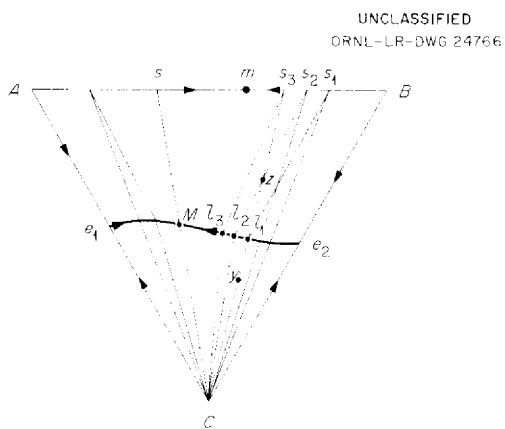 UNCLASSIFIED
ORNL-LR-DWG 24766
A s m s3 s2 s1 B
z
e1 M l3 l2 l1 e2
y
C